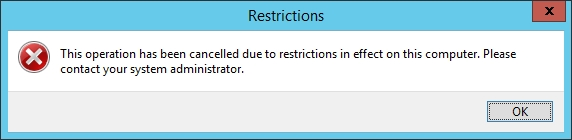 Restrictions
This operation has been cancelled due to restrictions in effect on this computer. Please
contact your system administrator.
OK